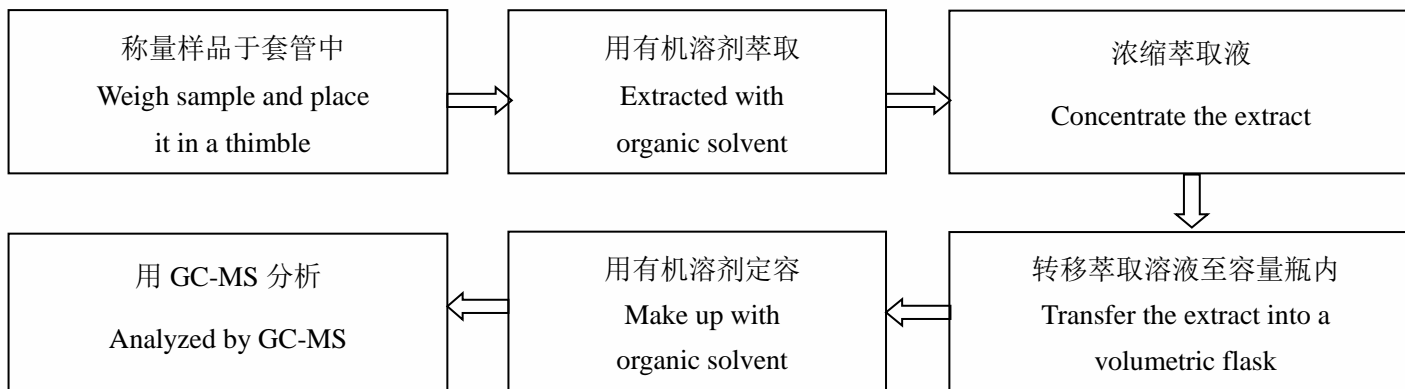 称量样品于套管中
Weigh sample and place
it in a thimble
用有机溶剂萃取
Extracted with
organic solvent
浓缩萃取液
Concentrate the extract
转移萃取溶液至容量瓶内
Transfer the extract into a
volumetric flask
用有机溶剂定容
Make up with
organic solvent
用 GC-MS 分析
Analyzed by GC-MS